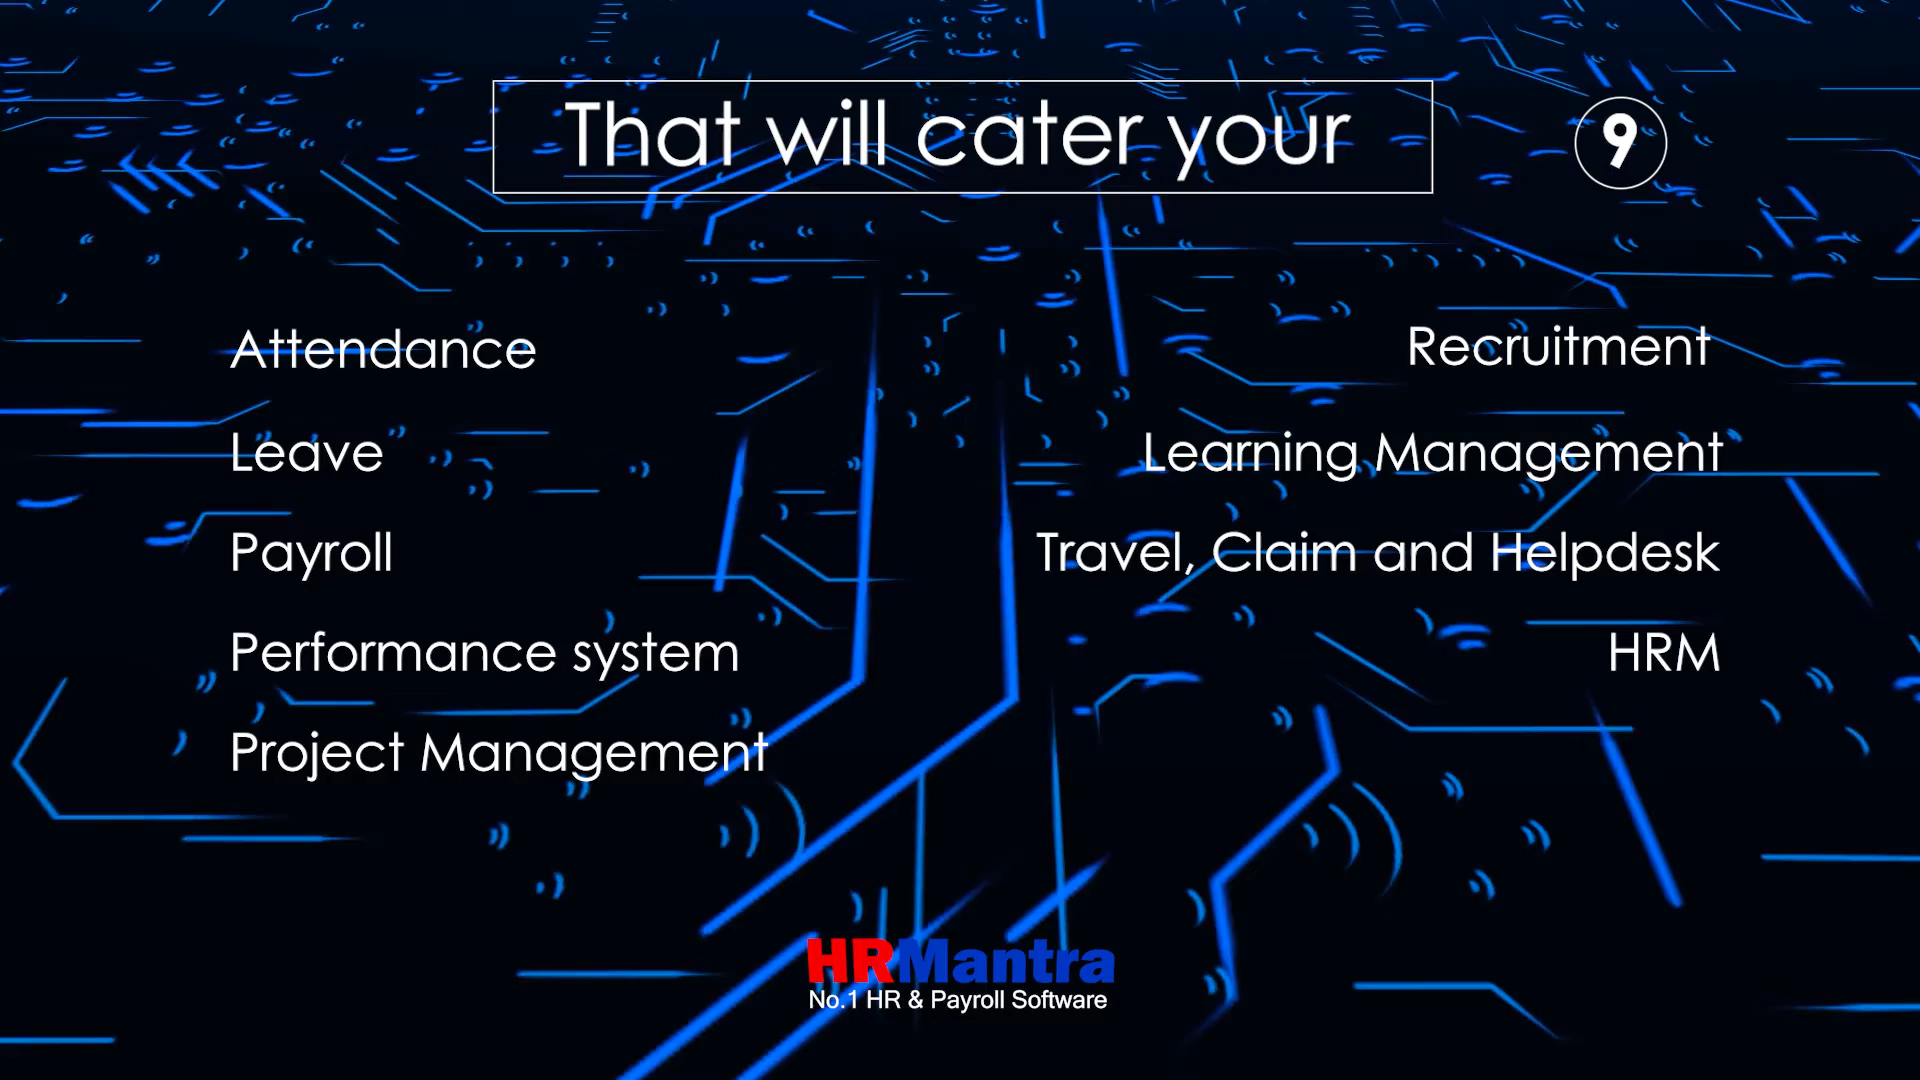 That will cater your
9
Attendance
Leave
Payroll
Performance system
Project Management
Recruitment
Learning Management
Travel, Claim and Helpdesk
HRM
HRMantra
No.1 HR & Payroll Software